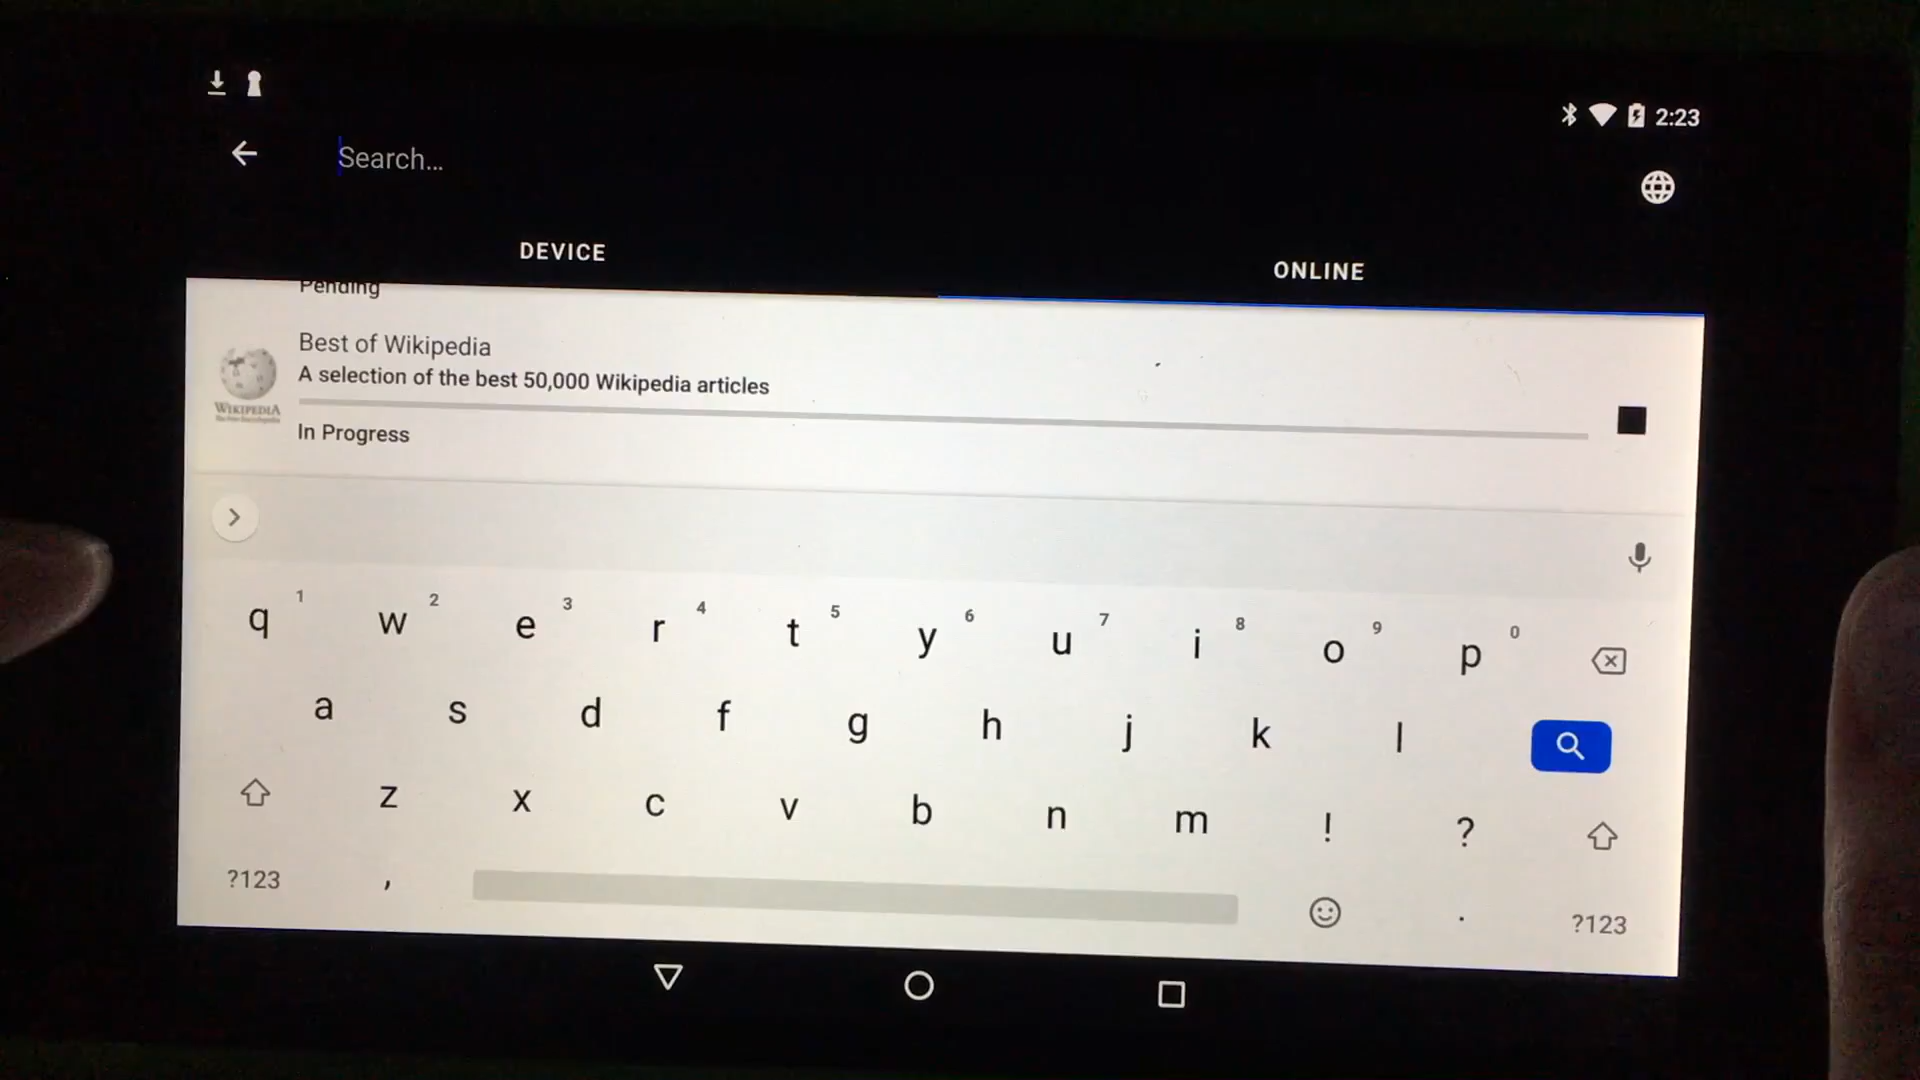 2:23
Search...
DEVICE
ONLINE
Pending
Best of Wikipedia
A selection of the best 50,000 Wikipedia articles
WIKIPEDIA
In Progress
q 1 w 2 e 3 r 4 t 5 y 6 u 7 i 8 o 9 p 0
a s d f g h j k l
z x c v b n m ! ?
?123 , . ?123